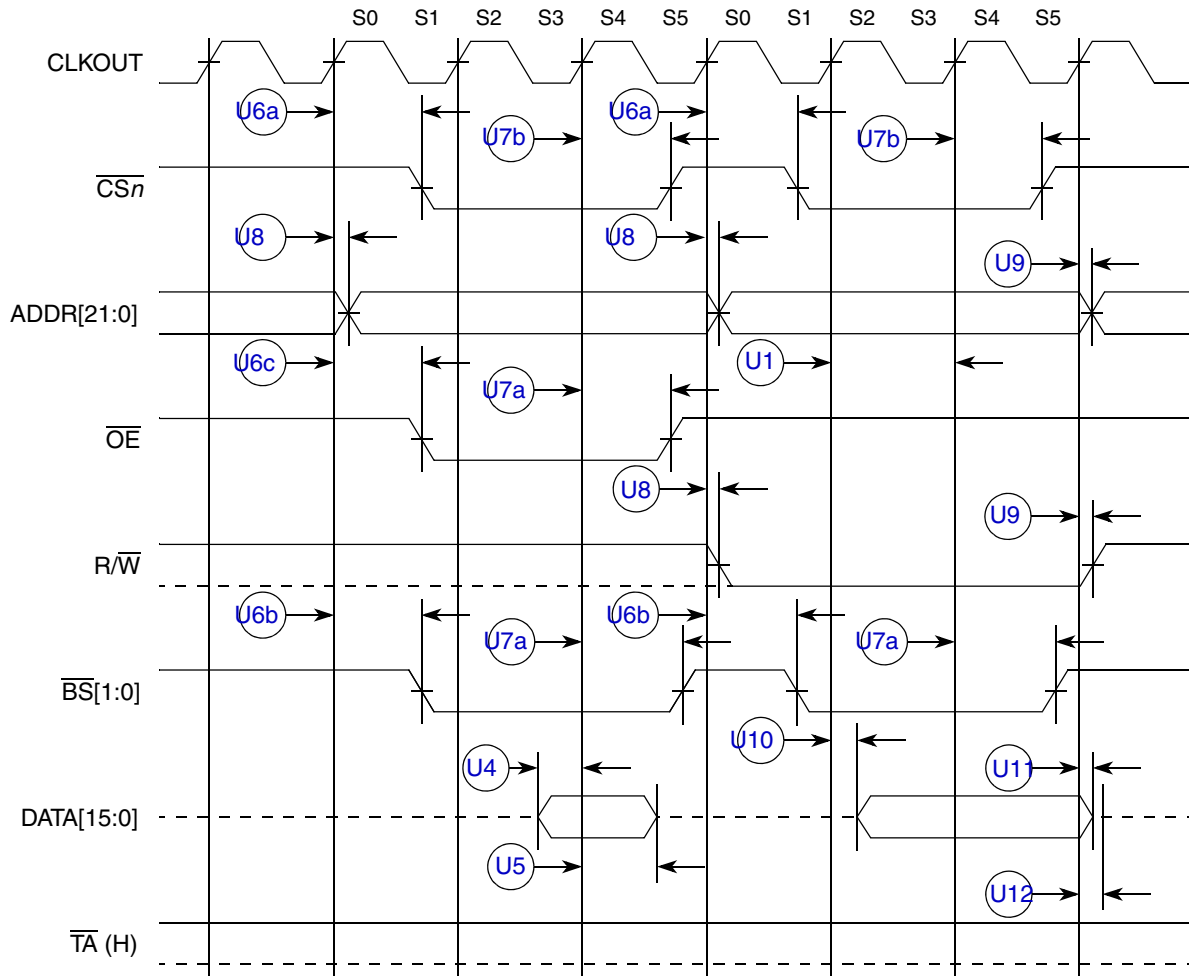 S0 S1 S2 S3 S4 S5 S0 S1 S2 S3 S4 S5
CLKOUT
U6a U6a
U7b U7b
CSn
U8 U8
U9
ADDR[21:0]
U6c U1
U7a
OE
U8
U9
R/W
U6b U6b
U7a U7a
BS[1:0]
U10
U4 U11
DATA[15:0]
U5
U12
TA (H)